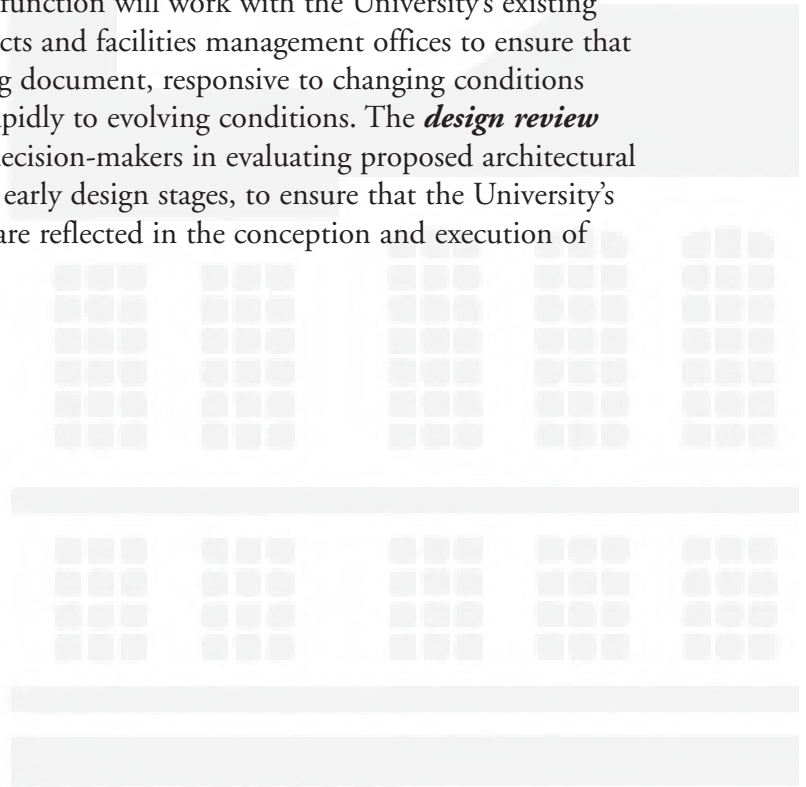 function will work with the University's existing
cts and facilities management offices to ensure that
g document, responsive to changing conditions
pidly to evolving conditions. The design review
ecision-makers in evaluating proposed architectural
early design stages, to ensure that the University's
are reflected in the conception and execution of